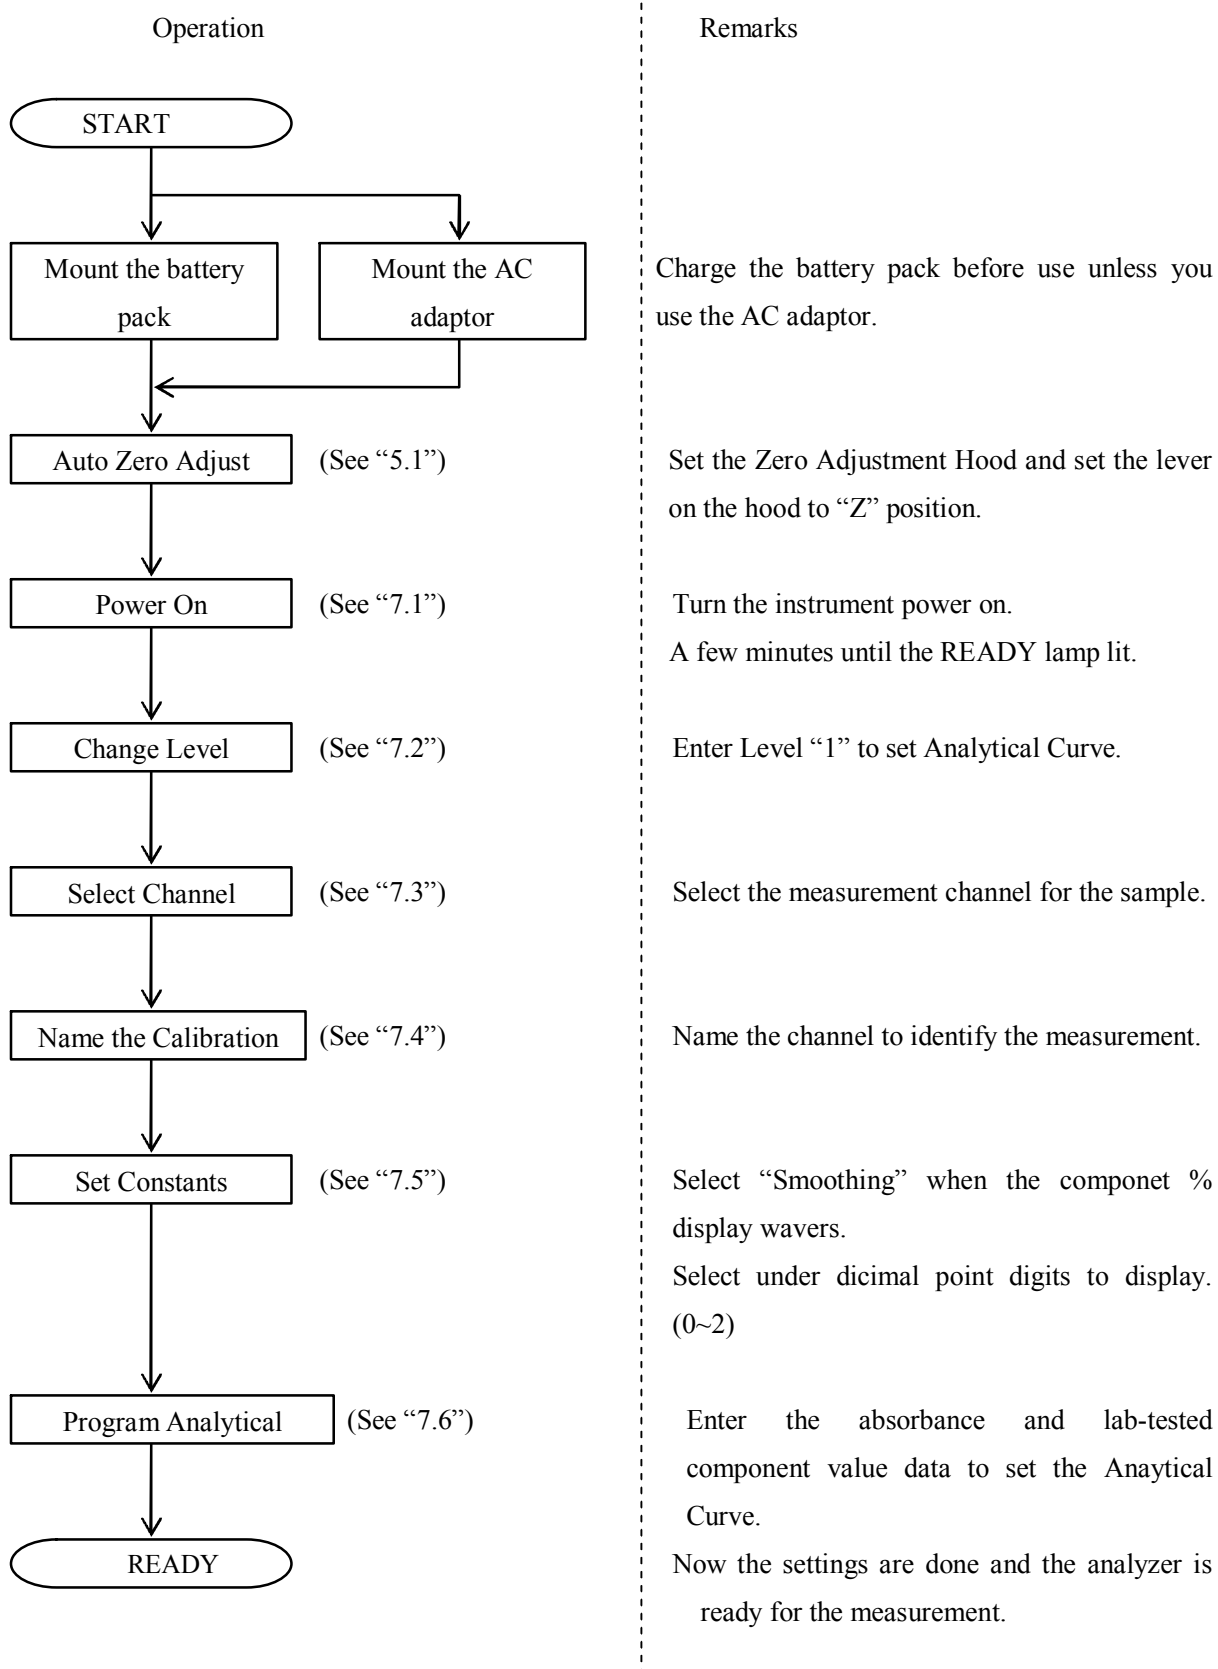 Operation
Remarks
START
Mount the battery
pack
Mount the AC
adaptor
Charge the battery pack before use unless you
use the AC adaptor.
Auto Zero Adjust
(See “5.1”)
Set the Zero Adjustment Hood and set the lever
on the hood to “Z” position.
Power On
(See “7.1”)
Turn the instrument power on.
A few minutes until the READY lamp lit.
Change Level
(See “7.2”)
Enter Level “1” to set Analytical Curve.
Select Channel
(See “7.3”)
Select the measurement channel for the sample.
Name the Calibration
(See “7.4”)
Name the channel to identify the measurement.
Set Constants
(See “7.5”)
Select “Smoothing” when the componet %
display wavers.
Select under dicimal point digits to display.
(0~2)
Program Analytical
(See “7.6”)
Enter the absorbance and lab-tested
component value data to set the Anaytical
Curve.
READY
Now the settings are done and the analyzer is
ready for the measurement.